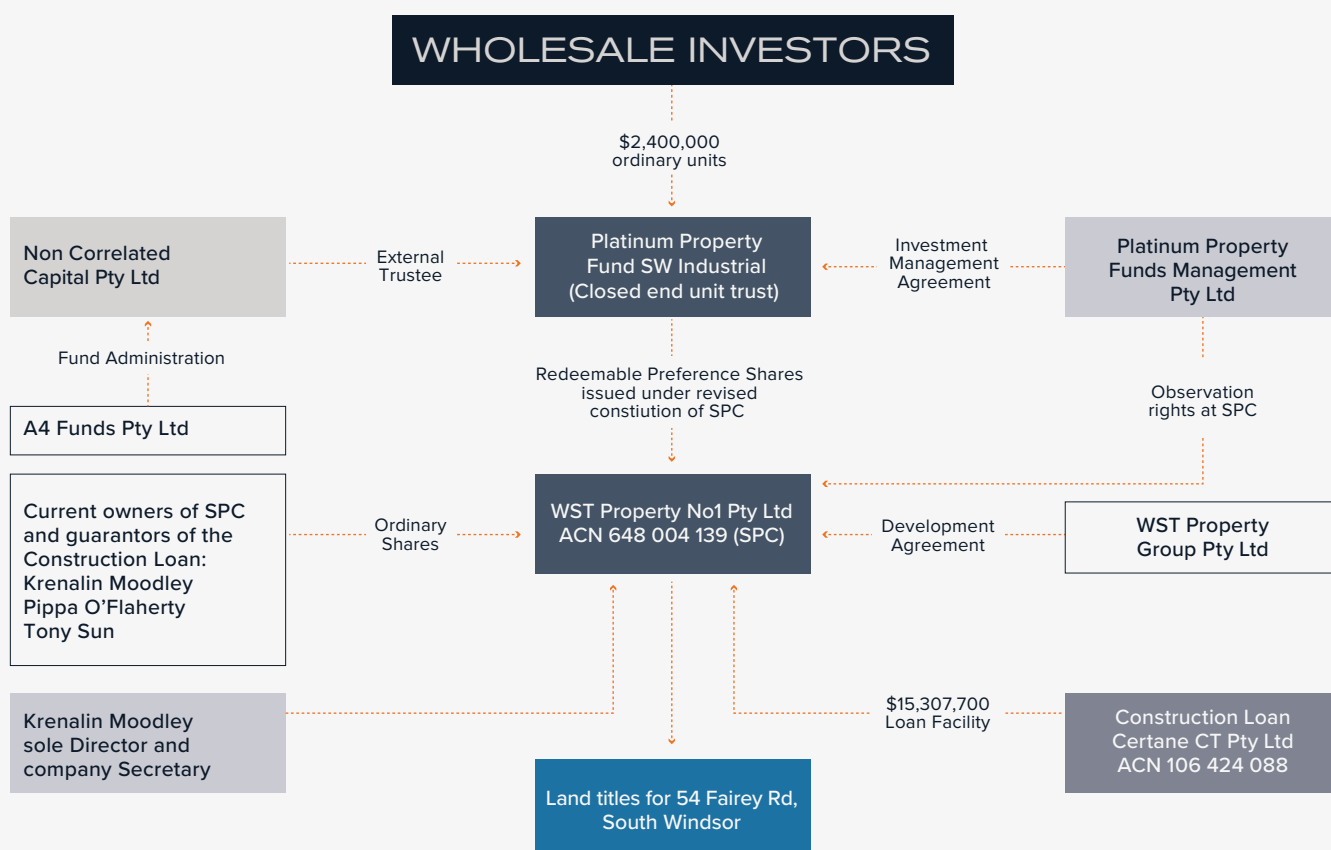 WHOLESALE INVESTORS
$2,400,000
ordinary units
Non Correlated
Capital Pty Ltd
External
Trustee
Platinum Property
Fund SW Industrial
(Closed end unit trust)
Investment
Management
Agreement
Platinum Property
Funds Management
Pty Ltd
Fund Administration
Redeemable Preference Shares
issued under revised
constiution of SPC
Observation
rights at SPC
A4 Funds Pty Ltd
Current owners of SPC
and guarantors of the
Construction Loan:
Krenalin Moodley
Pippa O’Flaherty
Tony Sun
Ordinary
Shares
WST Property No1 Pty Ltd
ACN 648 004 139 (SPC)
Development
Agreement
WST Property
Group Pty Ltd
Krenalin Moodley
sole Director and
company Secretary
$15,307,700
Loan Facility
Construction Loan
Certane CT Pty Ltd
ACN 106 424 088
Land titles for 54 Fairey Rd,
South Windsor